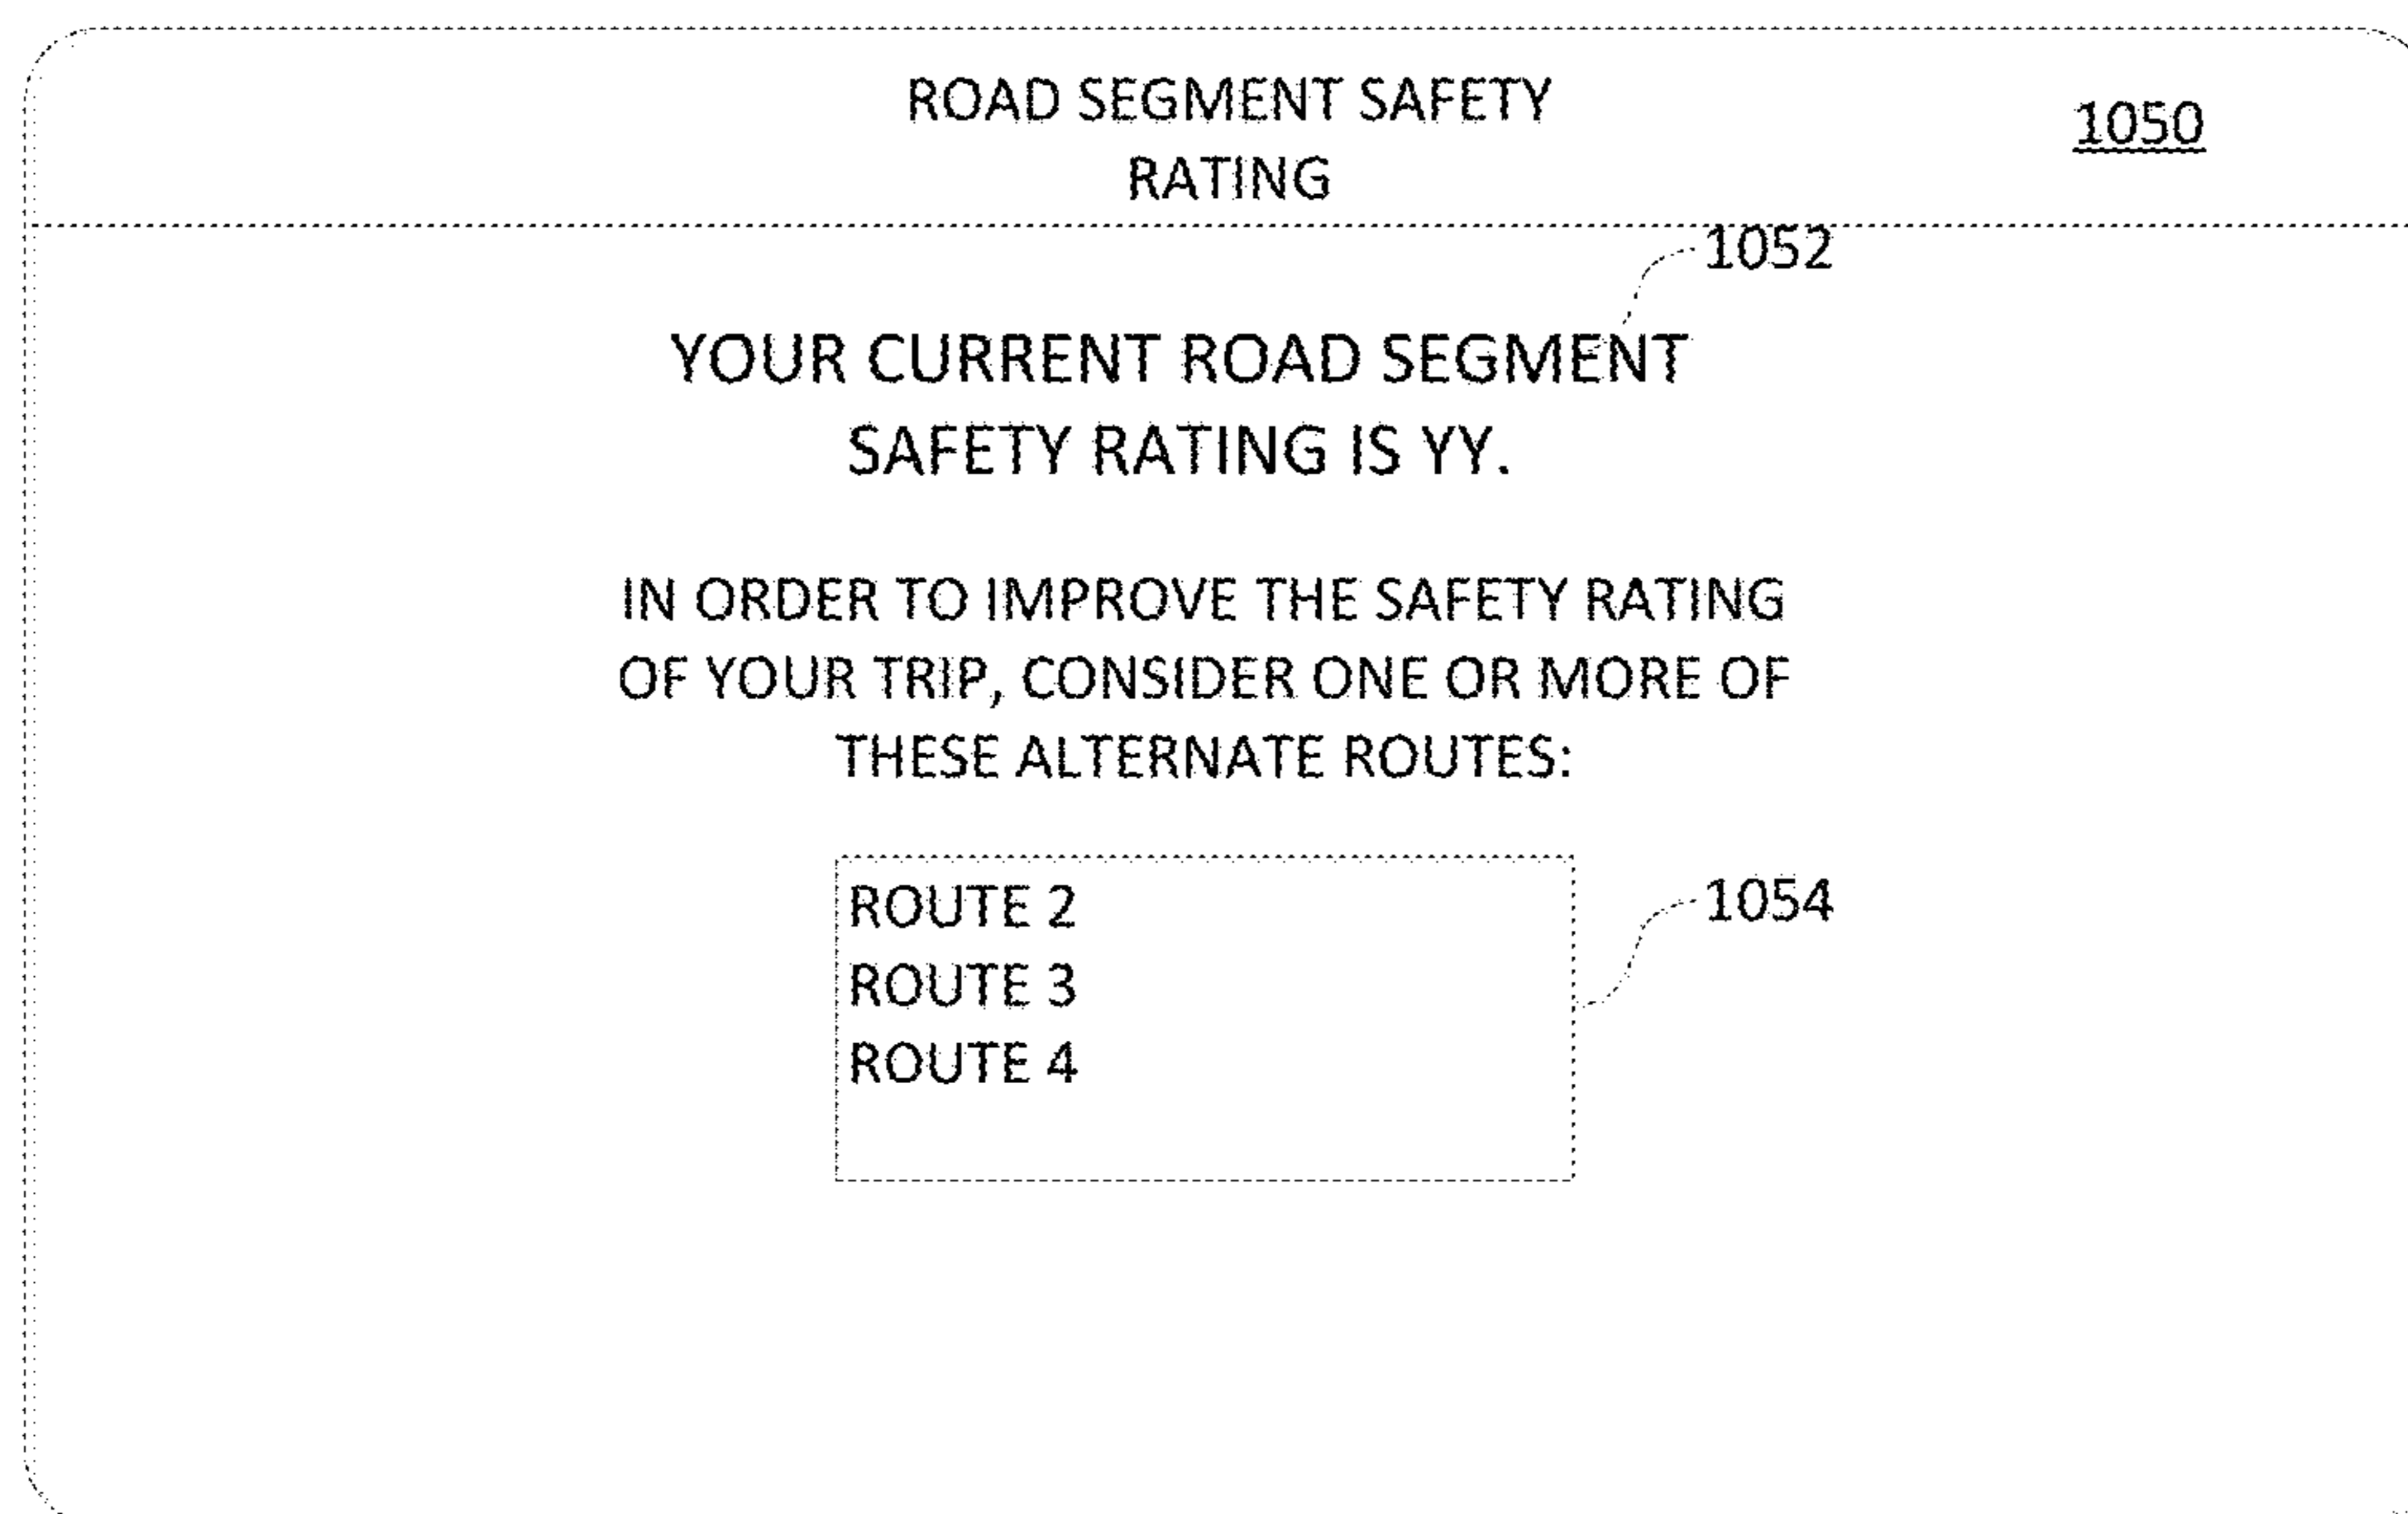 ROAD SEGMENT SAFETY
RATING
1050
1052
YOUR CURRENT ROAD SEGMENT
SAFETY RATING IS YY.
IN ORDER TO IMPROVE THE SAFETY RATING
OF YOUR TRIP, CONSIDER ONE OR MORE OF
THESE ALTERNATE ROUTES:
ROUTE 2
1054
ROUTE 3
ROUTE 4